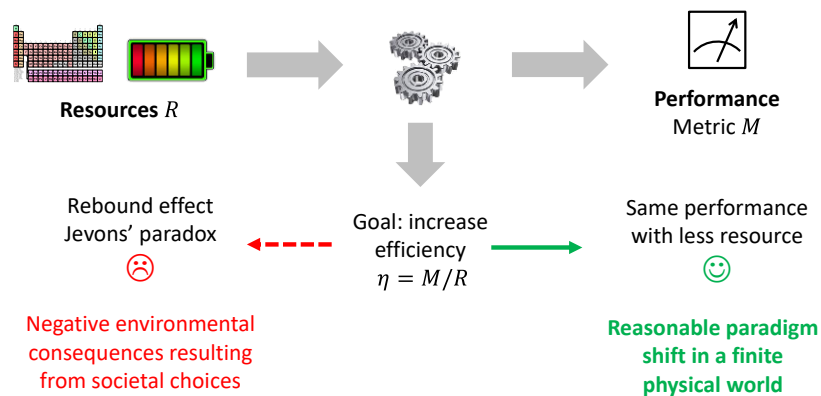 Resources R
Performance
Metric M
Rebound effect
Jevons’ paradox
Goal: increase
efficiency
η = M/R
Same performance
with less resource
Negative environmental
consequences resulting
from societal choices
Reasonable paradigm
shift in a finite
physical world